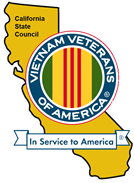 California
State
Council
VIETNAM VETERANS
OF AMERICA®
In Service to America ®